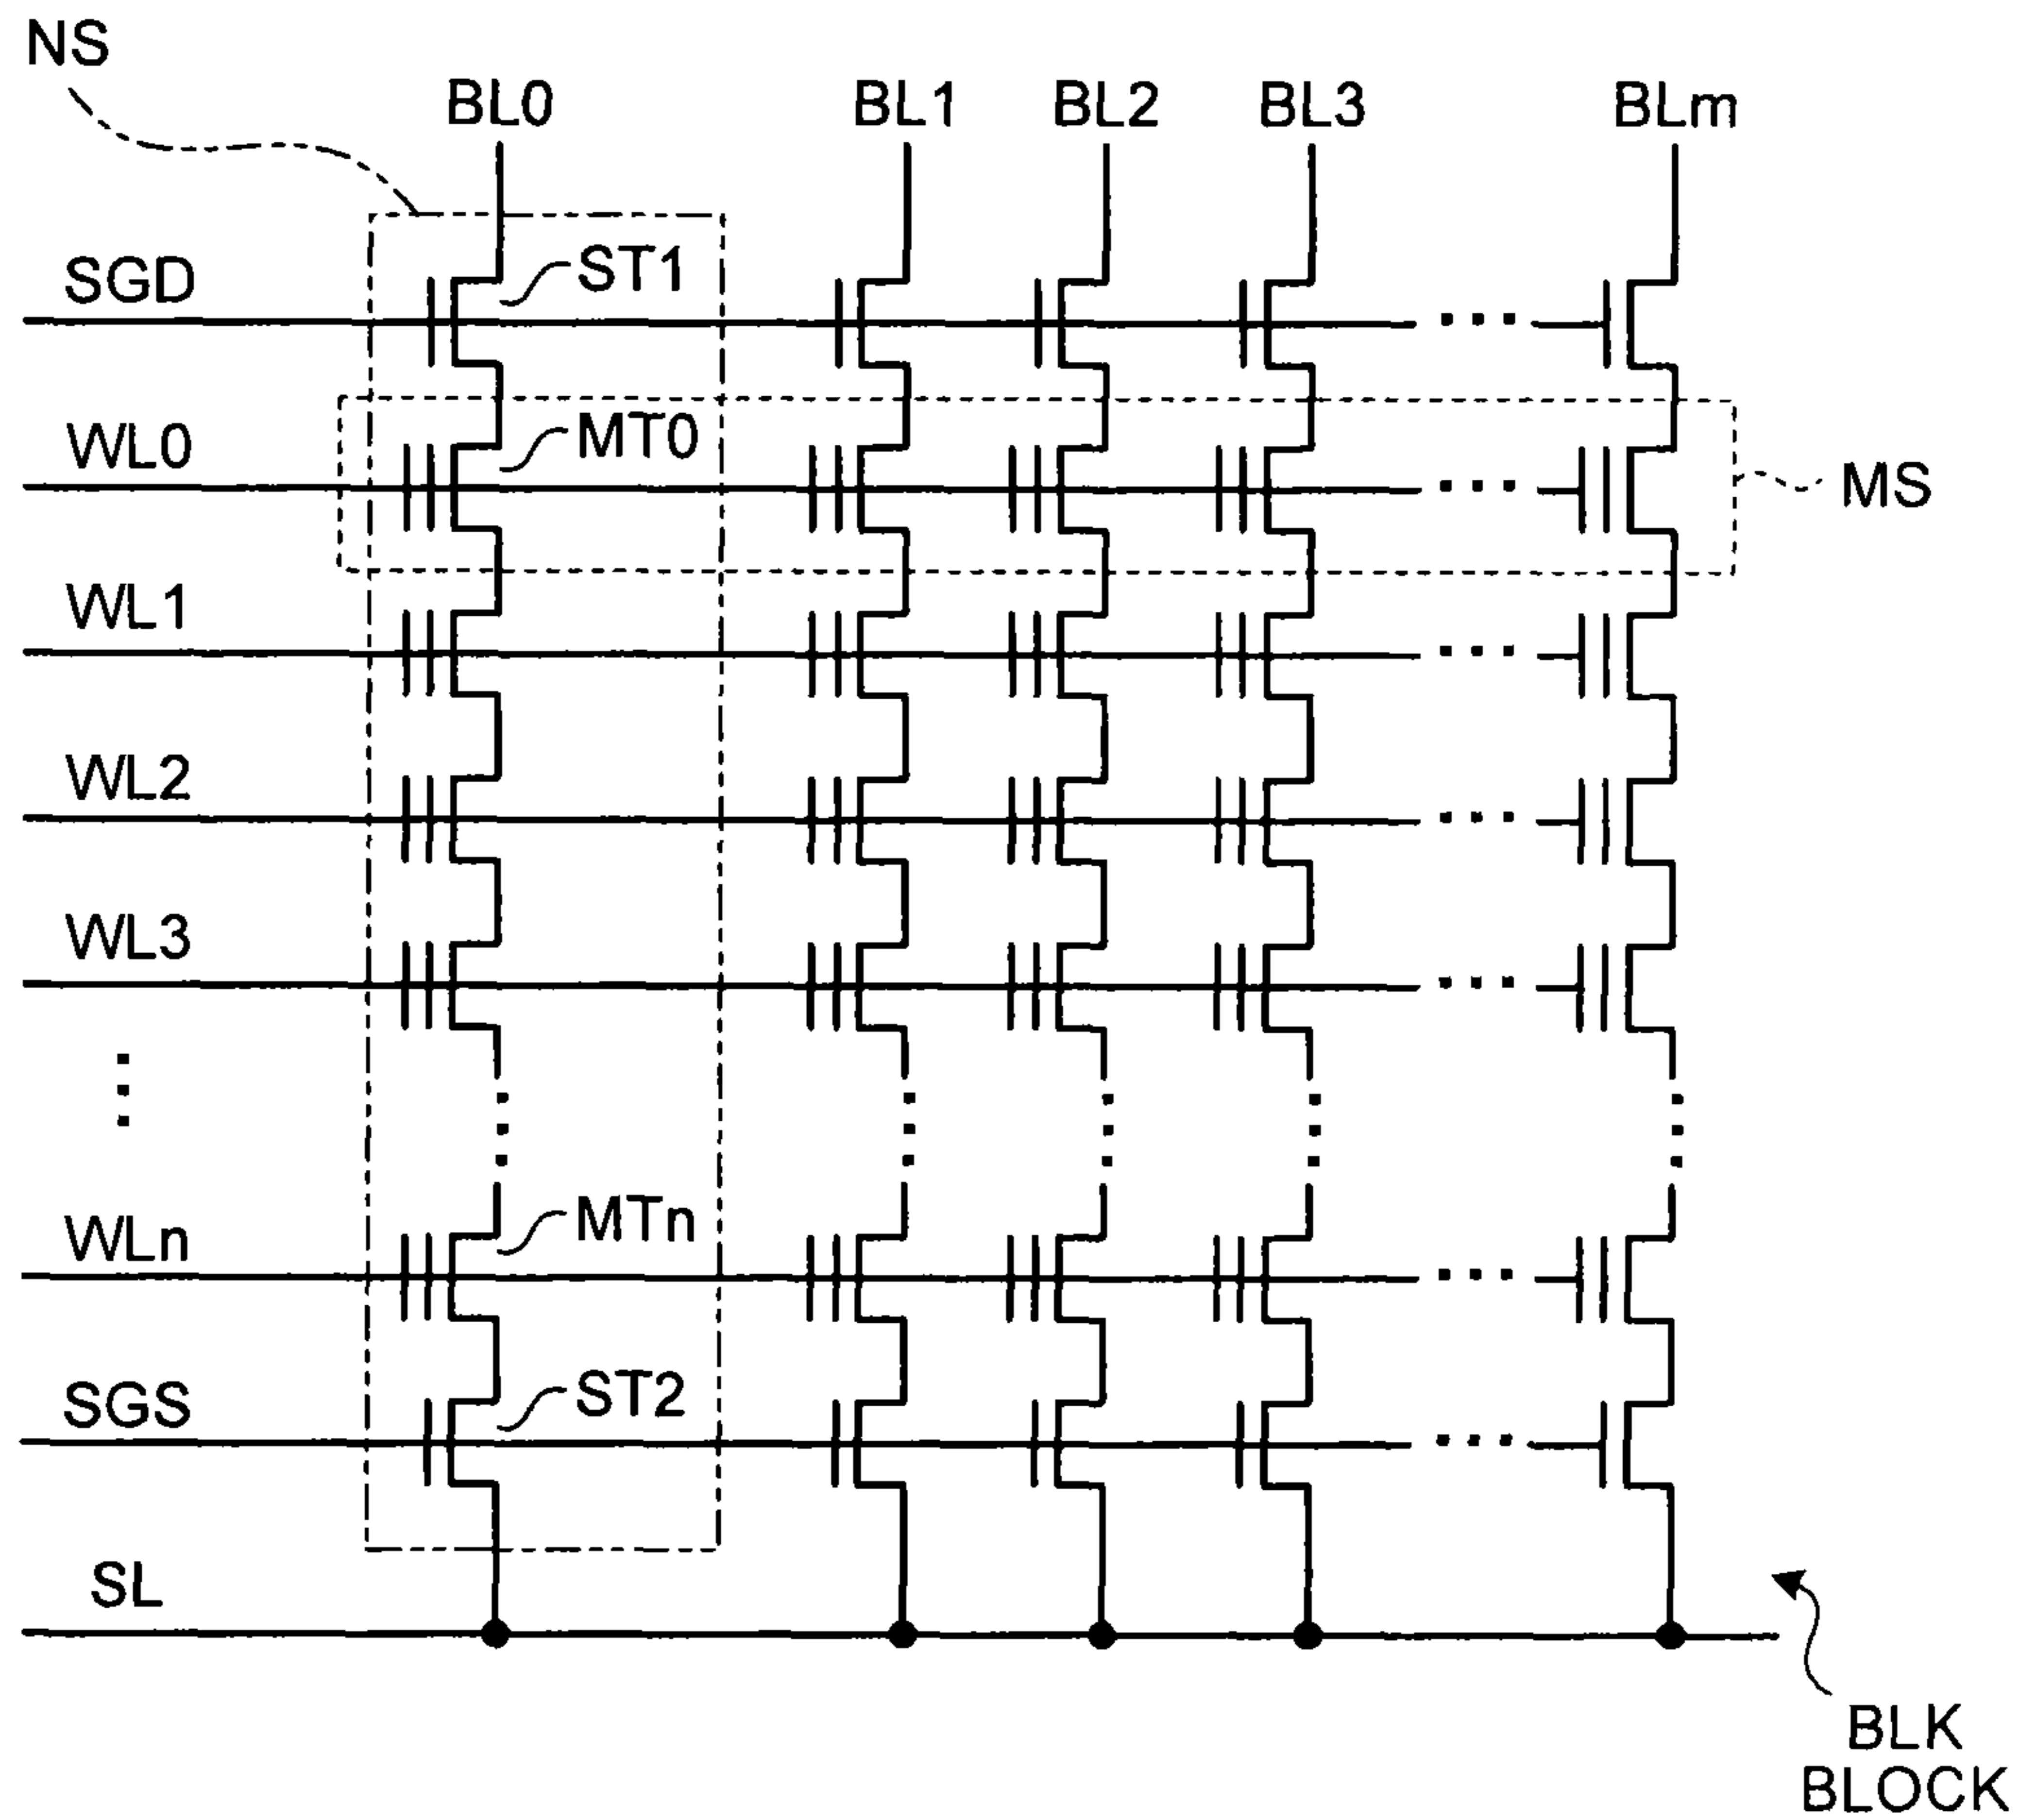 NS
BL0 BL1 BL2 BL3 BLm
SGD
ST1
WL0
MT0
MS
WL1
WL2
WL3
WLn
MTn
SGS
ST2
SL
BLK
BLOCK